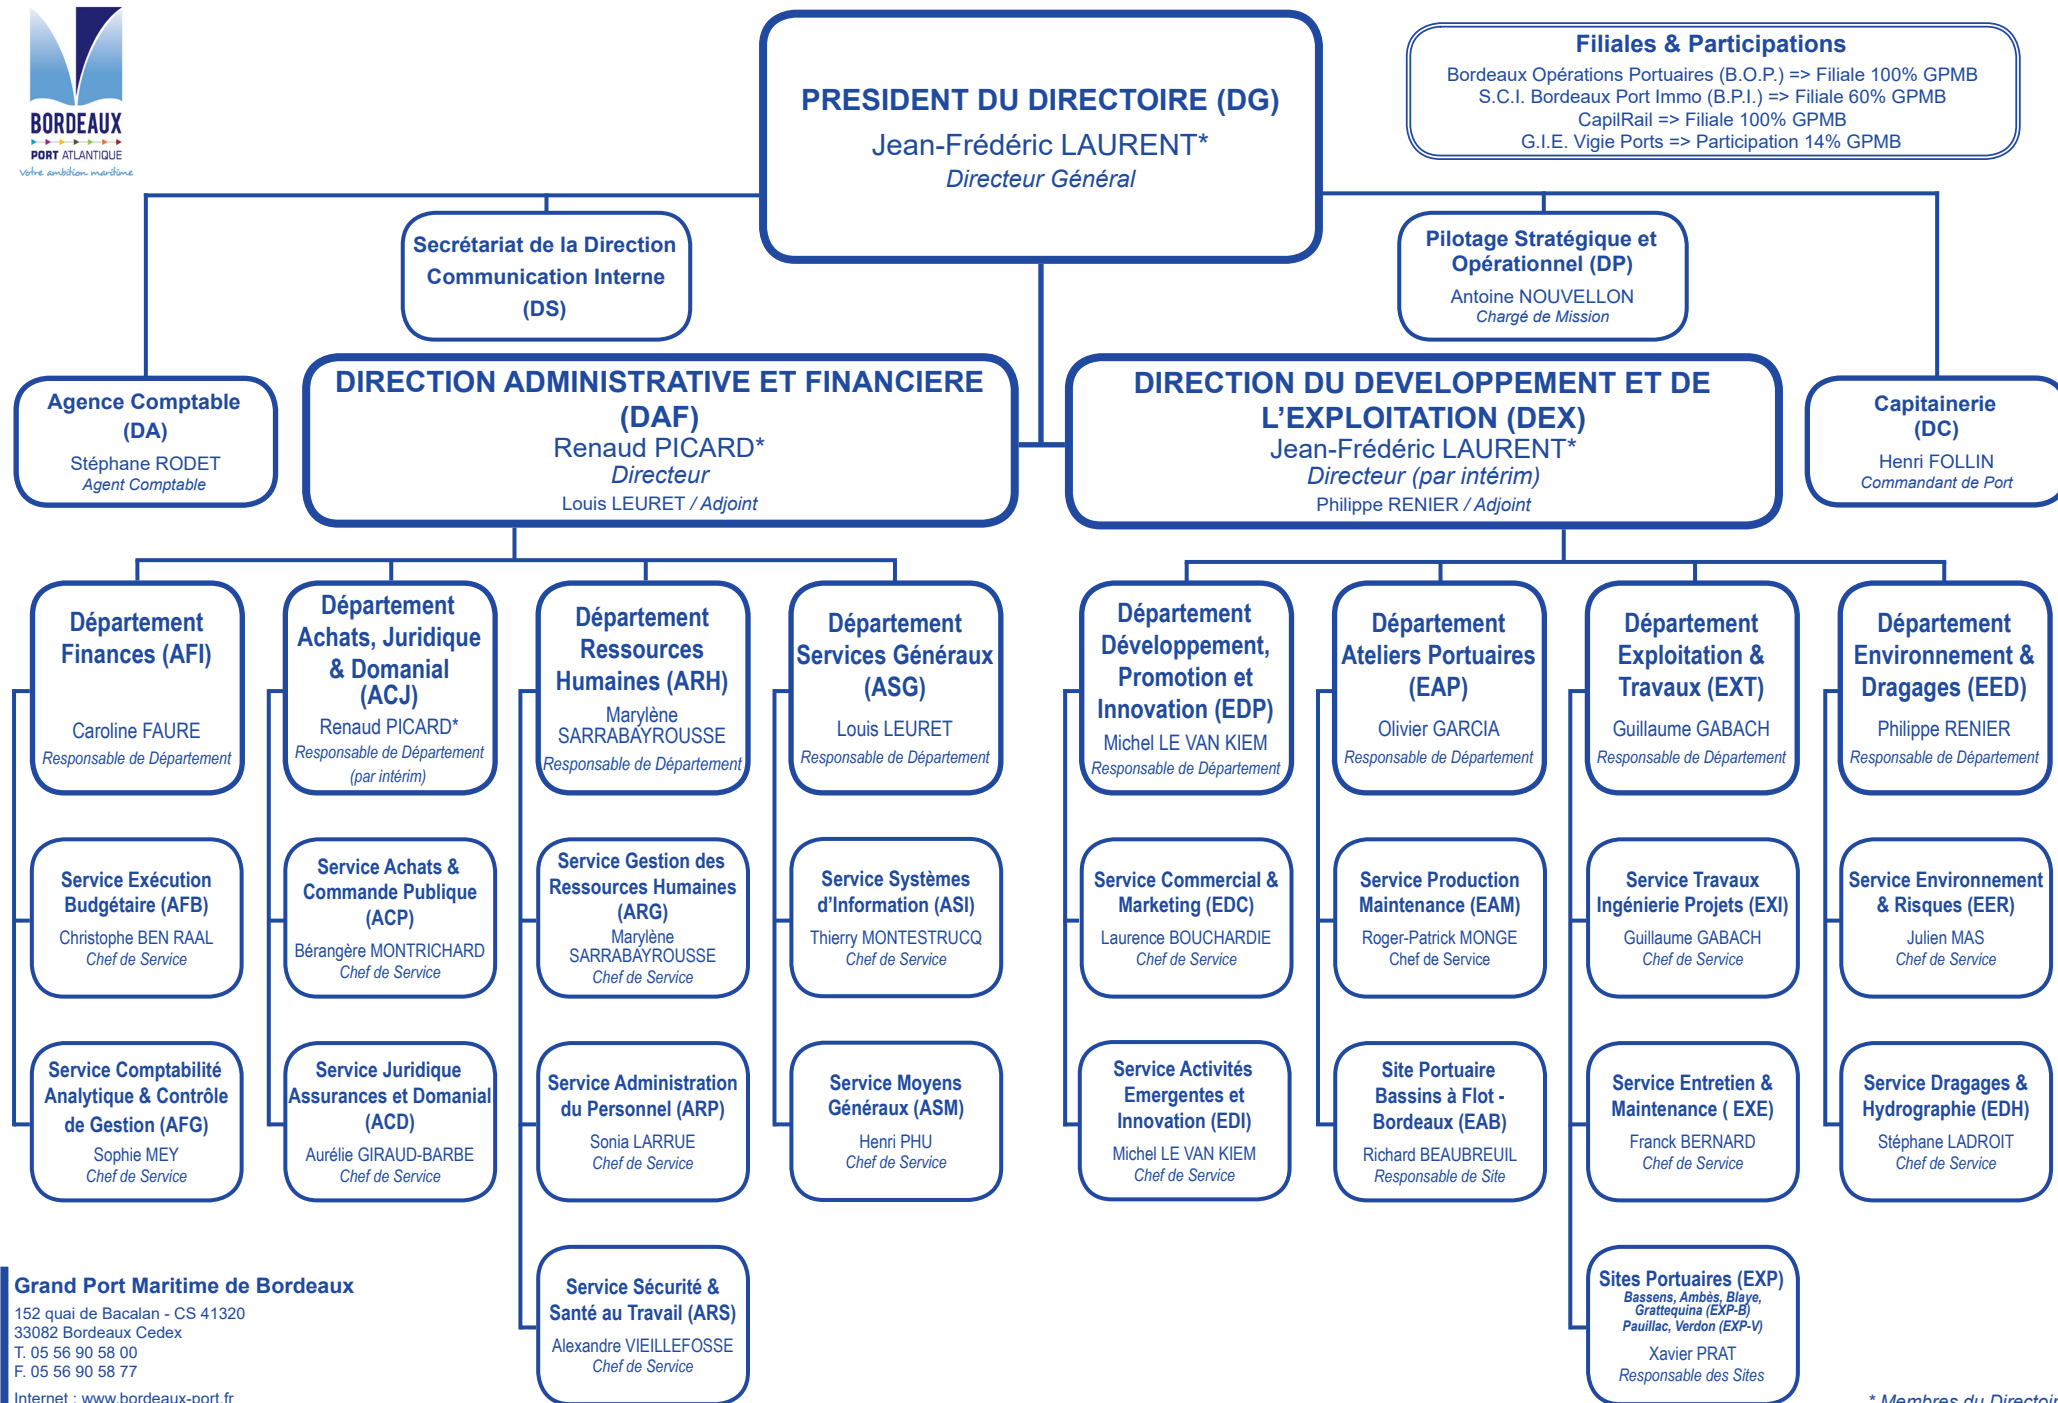 BORDEAUX
PORT ATLANTIQUE
Votre ambition maritime
PRESIDENT DU DIRECTOIRE (DG)
Jean-Frédéric LAURENT*
Directeur Général
Filiales & Participations
Bordeaux Opérations Portuaires (B.O.P.) => Filiale 100% GPMB
S.C.I. Bordeaux Port Immo (B.P.I.) => Filiale 60% GPMB
CapilRail => Filiale 100% GPMB
G.I.E. Vigie Ports => Participation 14% GPMB
Secrétariat de la Direction
Communication Interne
(DS)
Pilotage Stratégique et
Opérationnel (DP)
Antoine NOUVELLON
Chargé de Mission
Agence Comptable
(DA)
Stéphane RODET
Agent Comptable
DIRECTION ADMINISTRATIVE ET FINANCIERE
(DAF)
Renaud PICARD*
Directeur
Louis LEURET / Adjoint
DIRECTION DU DEVELOPPEMENT ET DE
L’EXPLOITATION (DEX)
Jean-Frédéric LAURENT*
Directeur (par intérim)
Philippe RENIER / Adjoint
Capitainerie
(DC)
Henri FOLLIN
Commandant de Port
Département
Finances (AFI)
Caroline FAURE
Responsable de Département
Département
Achats, Juridique
& Domanial
(ACJ)
Renaud PICARD*
Responsable de Département
(par intérim)
Département
Ressources
Humaines (ARH)
Marylène
SARRABAYROUSSE
Responsable de Département
Département
Services Généraux
(ASG)
Louis LEURET
Responsable de Département
Département
Développement,
Promotion et
Innovation (EDP)
Michel LE VAN KIEM
Responsable de Département
Département
Ateliers Portuaires
(EAP)
Olivier GARCIA
Responsable de Département
Département
Exploitation &
Travaux (EXT)
Guillaume GABACH
Responsable de Département
Département
Environnement &
Dragages (EED)
Philippe RENIER
Responsable de Département
Service Exécution
Budgétaire (AFB)
Christophe BEN RAAL
Chef de Service
Service Achats &
Commande Publique
(ACP)
Bérangère MONTRICHARD
Chef de Service
Service Gestion des
Ressources Humaines
(ARG)
Marylène
SARRABAYROUSSE
Chef de Service
Service Systèmes
d’Information (ASI)
Thierry MONTESTRUCQ
Chef de Service
Service Commercial &
Marketing (EDC)
Laurence BOUCHARDIE
Chef de Service
Service Production
Maintenance (EAM)
Roger-Patrick MONGE
Chef de Service
Service Travaux
Ingénierie Projets (EXI)
Guillaume GABACH
Chef de Service
Service Environnement
& Risques (EER)
Julien MAS
Chef de Service
Service Comptabilité
Analytique & Contrôle
de Gestion (AFG)
Sophie MEY
Chef de Service
Service Juridique
Assurances et Domanial
(ACD)
Aurélie GIRAUD-BARBE
Chef de Service
Service Administration
du Personnel (ARP)
Sonia LARRUE
Chef de Service
Service Moyens
Généraux (ASM)
Henri PHU
Chef de Service
Service Activités
Emergentes et
Innovation (EDI)
Michel LE VAN KIEM
Chef de Service
Site Portuaire
Bassins à Flot -
Bordeaux (EAB)
Richard BEAUBREUIL
Responsable de Site
Service Entretien &
Maintenance ( EXE)
Franck BERNARD
Chef de Service
Service Dragages &
Hydrographie (EDH)
Stéphane LADROIT
Chef de Service
Service Sécurité &
Santé au Travail (ARS)
Alexandre VIEILLEFOSSE
Chef de Service
Sites Portuaires (EXP)
Bassens, Ambès, Blaye,
Grattequina (EXP-B)
Pauillac, Verdon (EXP-V)
Xavier PRAT
Responsable des Sites
Grand Port Maritime de Bordeaux
152 quai de Bacalan - CS 41320
33082 Bordeaux Cedex
T. 05 56 90 58 00
F. 05 56 90 58 77
Internet : www.bordeaux-port.fr
* Membres du Directoir